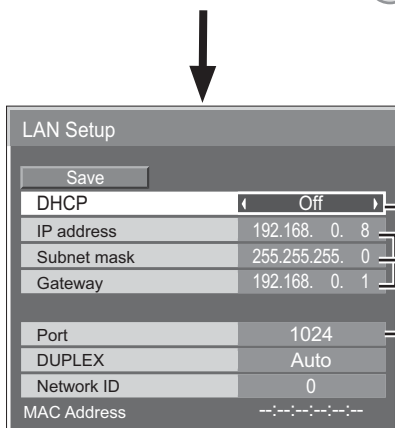 LAN Setup
Save
DHCP Off
IP address 192.168. 0. 8
Subnet mask 255.255.255. 0
Gateway 192.168. 0. 1
Port 1024
DUPLEX Auto
Network ID 0
MAC Address --:--:--:--:--:--